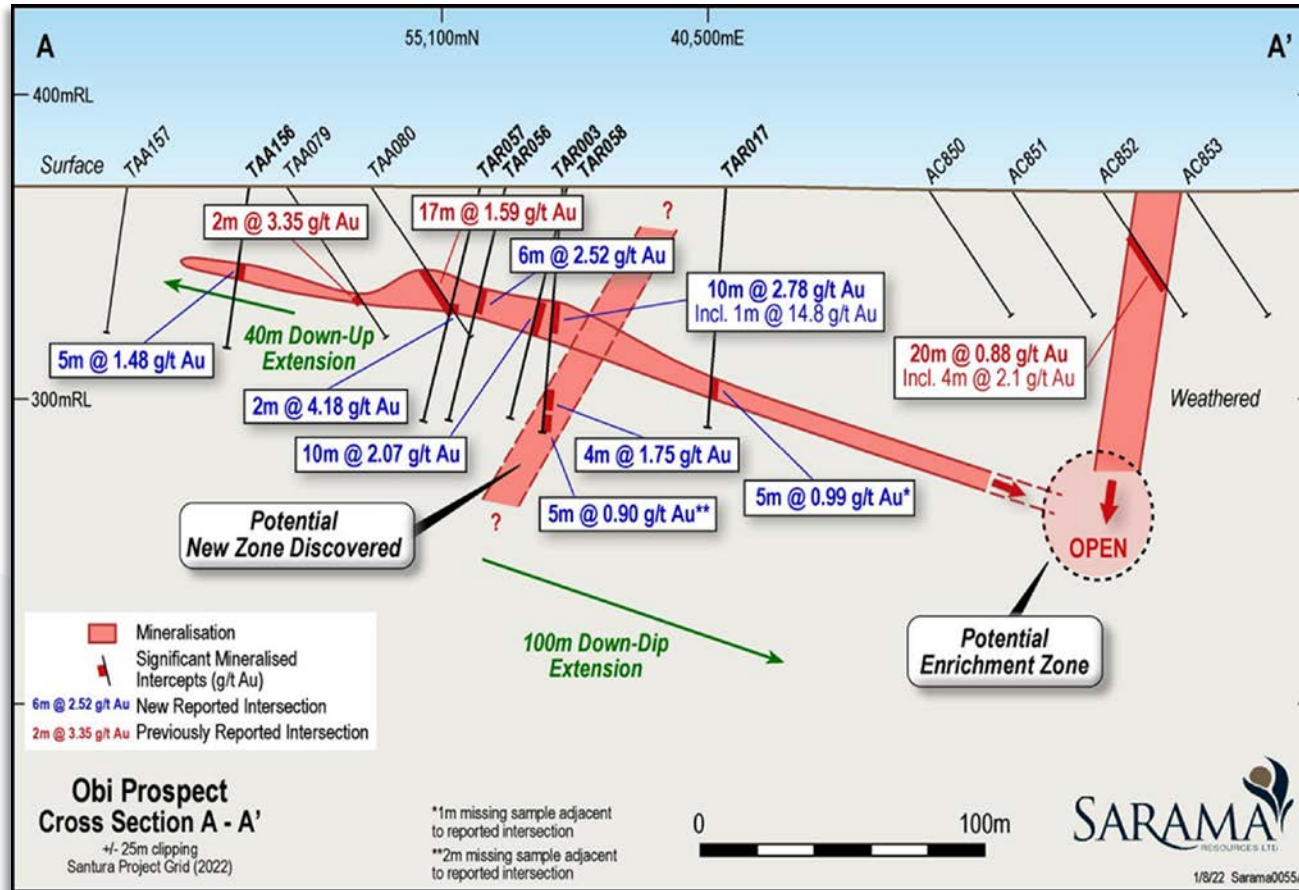 55,100mN
40,500mE
A
A'
400mRL
Surface
TAA157
TAA156
TAA079
TAA080
TAR057
TAR056
TAR003
TAR058
TAR017
AC850
AC851
AC852
AC853
2m @ 3.35 g/t Au
17m @ 1.59 g/t Au
?
6m @ 2.52 g/t Au
10m @ 2.78 g/t Au
Incl. 1m @ 14.8 g/t Au
40m Down-Up
Extension
5m @ 1.48 g/t Au
20m @ 0.88 g/t Au
Incl. 4m @ 2.1 g/t Au
300mRL
Weathered
2m @ 4.18 g/t Au
10m @ 2.07 g/t Au
4m @ 1.75 g/t Au
5m @ 0.99 g/t Au*
5m @ 0.90 g/t Au**
?
Potential
New Zone Discovered
OPEN
100m Down-Dip
Extension
Potential
Enrichment Zone
Mineralisation
Significant Mineralised
Intercepts (g/t Au)
6m @ 2.52 g/t Au New Reported Intersection
2m @ 3.35 g/t Au Previously Reported Intersection
Obi Prospect
Cross Section A - A'
+/- 25m clipping
Santura Project Grid (2022)
*1m missing sample adjacent
to reported intersection
**2m missing sample adjacent
to reported intersection
0
100m
SARAMA
RESOURCES LTD
1/8/22 Sarama0055